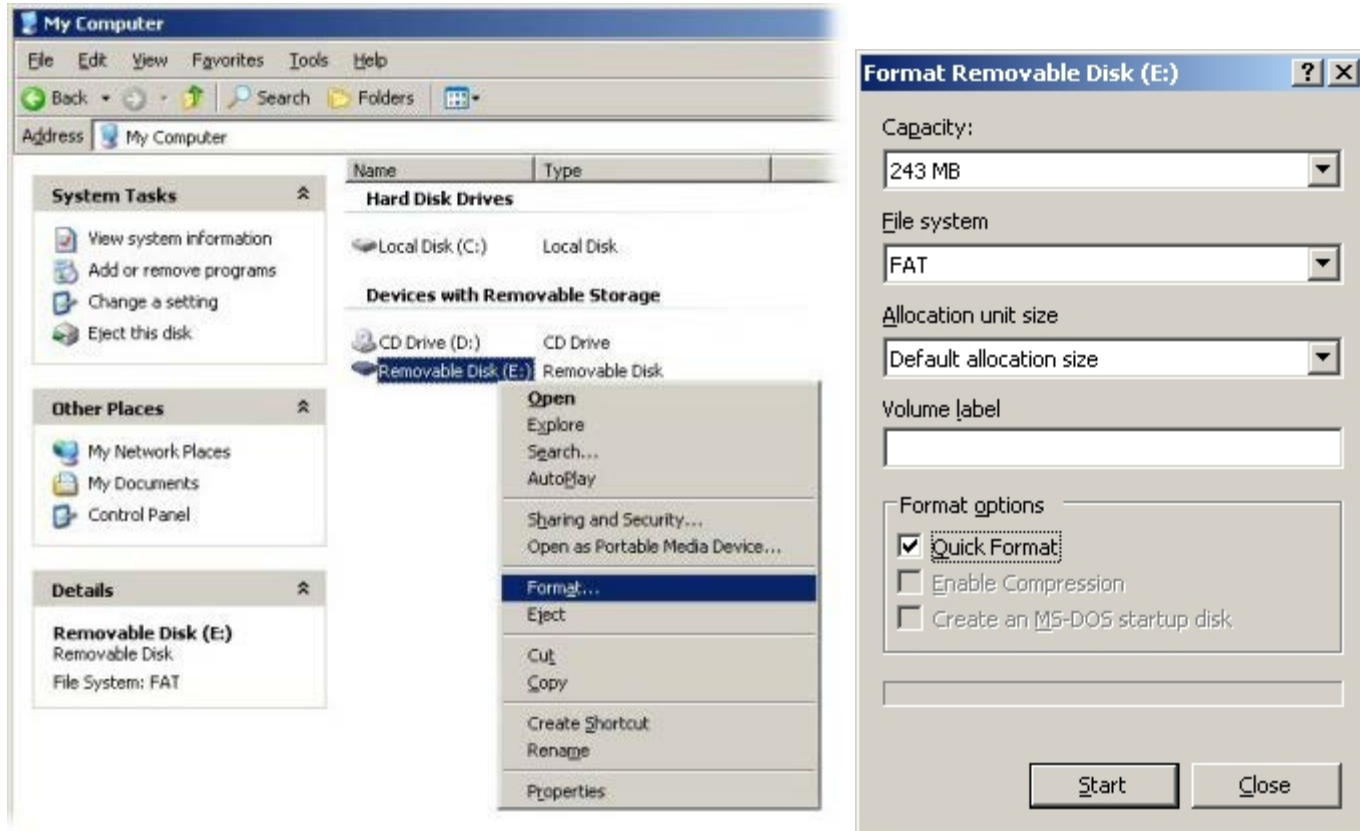 My Computer
File Edit View Favorites Tools Help
Back Search Folders
Address My Computer
System Tasks
View system information
Add or remove programs
Change a setting
Eject this disk
Other Places
My Network Places
My Documents
Control Panel
Details
Removable Disk (E:)
Removable Disk
File System: FAT
Name Type
Hard Disk Drives
Local Disk (C:) Local Disk
Devices with Removable Storage
CD Drive (D:) CD Drive
Removable Disk (E:) Removable Disk
Open
Explore
Search...
AutoPlay
Sharing and Security...
Open as Portable Media Device...
Format...
Eject
Cut
Copy
Create Shortcut
Rename
Properties
Format Removable Disk (E:)
Capacity:
243 MB
File system
FAT
Allocation unit size
Default allocation size
Volume label
Format options
Quick Format
Enable Compression
Create an MS-DOS startup disk
Start Close